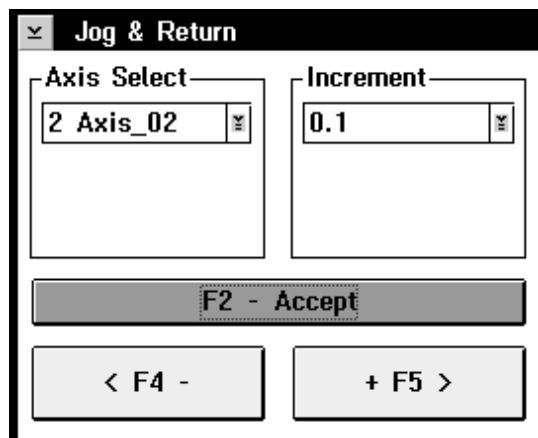 Jog & Return
Axis Select
Increment
2 Axis_02
0.1
F2 - Accept
< F4 -
+ F5 >